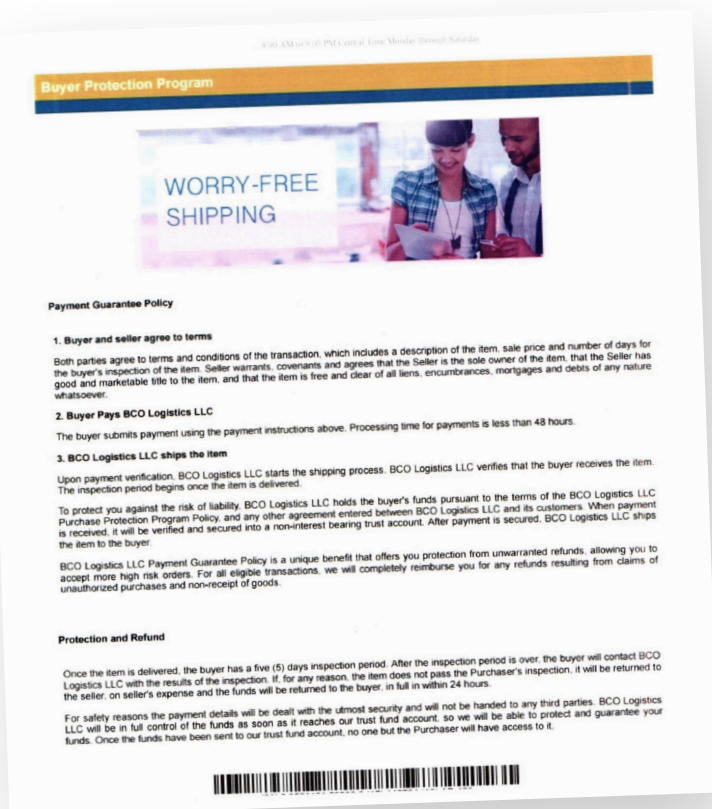 4:00 AM to 9:00 PM Central Time Monday through Saturday
Buyer Protection Program
WORRY-FREE
SHIPPING
Payment Guarantee Policy
1. Buyer and seller agree to terms
Both parties agree to terms and conditions of the transaction, which includes a description of the item, sale price and number of days for
the buyer's inspection of the item. Seller warrants, covenants and agrees that the Seller is the sole owner of the item, that the Seller has
good and marketable title to the item, and that the item is free and clear of all liens, encumbrances, mortgages and debts of any nature
whatsoever.
2. Buyer Pays BCO Logistics LLC
The buyer submits payment using the payment instructions above. Processing time for payments is less than 48 hours.
3. BCO Logistics LLC ships the item
Upon payment verification, BCO Logistics LLC starts the shipping process. BCO Logistics LLC verifies that the buyer receives the item.
The inspection period begins once the item is delivered.
To protect you against the risk of liability, BCO Logistics LLC holds the buyer's funds pursuant to the terms of the BCO Logistics LLC
Purchase Protection Program Policy, and any other agreement entered between BCO Logistics LLC and its customers. When payment
is received, it will be verified and secured into a non-interest bearing trust account. After payment is secured, BCO Logistics LLC ships
the item to the buyer.
BCO Logistics LLC Payment Guarantee Policy is a unique benefit that offers you protection from unwarranted refunds, allowing you to
accept more high risk orders. For all eligible transactions, we will completely reimburse you for any refunds resulting from claims of
unauthorized purchases and non-receipt of goods.
Protection and Refund
Once the item is delivered, the buyer has a five (5) days inspection period. After the inspection period is over, the buyer will contact BCO
Logistics LLC with the results of the inspection. If, for any reason, the item does not pass the Purchaser's inspection, it will be returned to
the seller, on seller's expense and the funds will be returned to the buyer, in full in within 24 hours.
For safety reasons the payment details will be dealt with the utmost security and will not be handed to any third parties. BCO Logistics
LLC will be in full control of the funds as soon as it reaches our trust fund account, so we will be able to protect and guarantee your
funds. Once the funds have been sent to our trust fund account, no one but the Purchaser will have access to it.